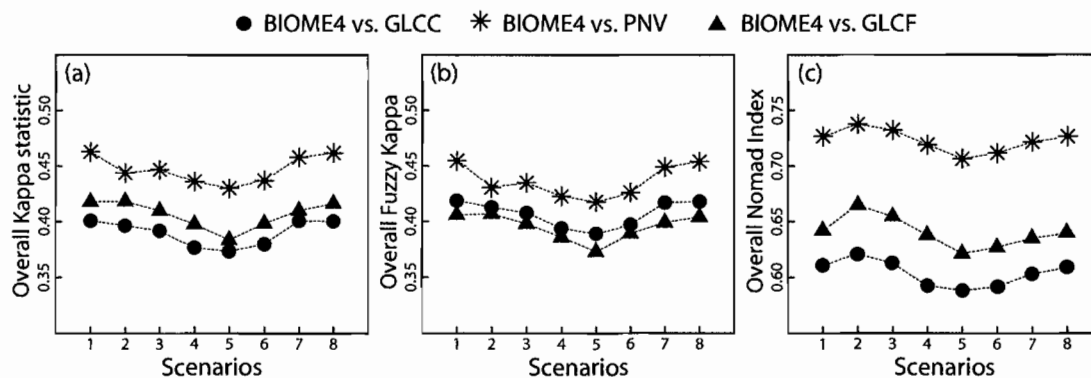 BIOME4 vs. GLCC BIOME4 vs. PNV BIOME4 vs. GLCF
(a)
Overall Kappa statistic
0.50
0.45
0.40
0.35
1 2 3 4 5 6 7 8
Scenarios
(b)
Overall Fuzzy Kappa
0.50
0.45
0.40
0.35
1 2 3 4 5 6 7 8
Scenarios
(c)
Overall Nomad Index
0.75
0.70
0.65
0.60
1 2 3 4 5 6 7 8
Scenarios